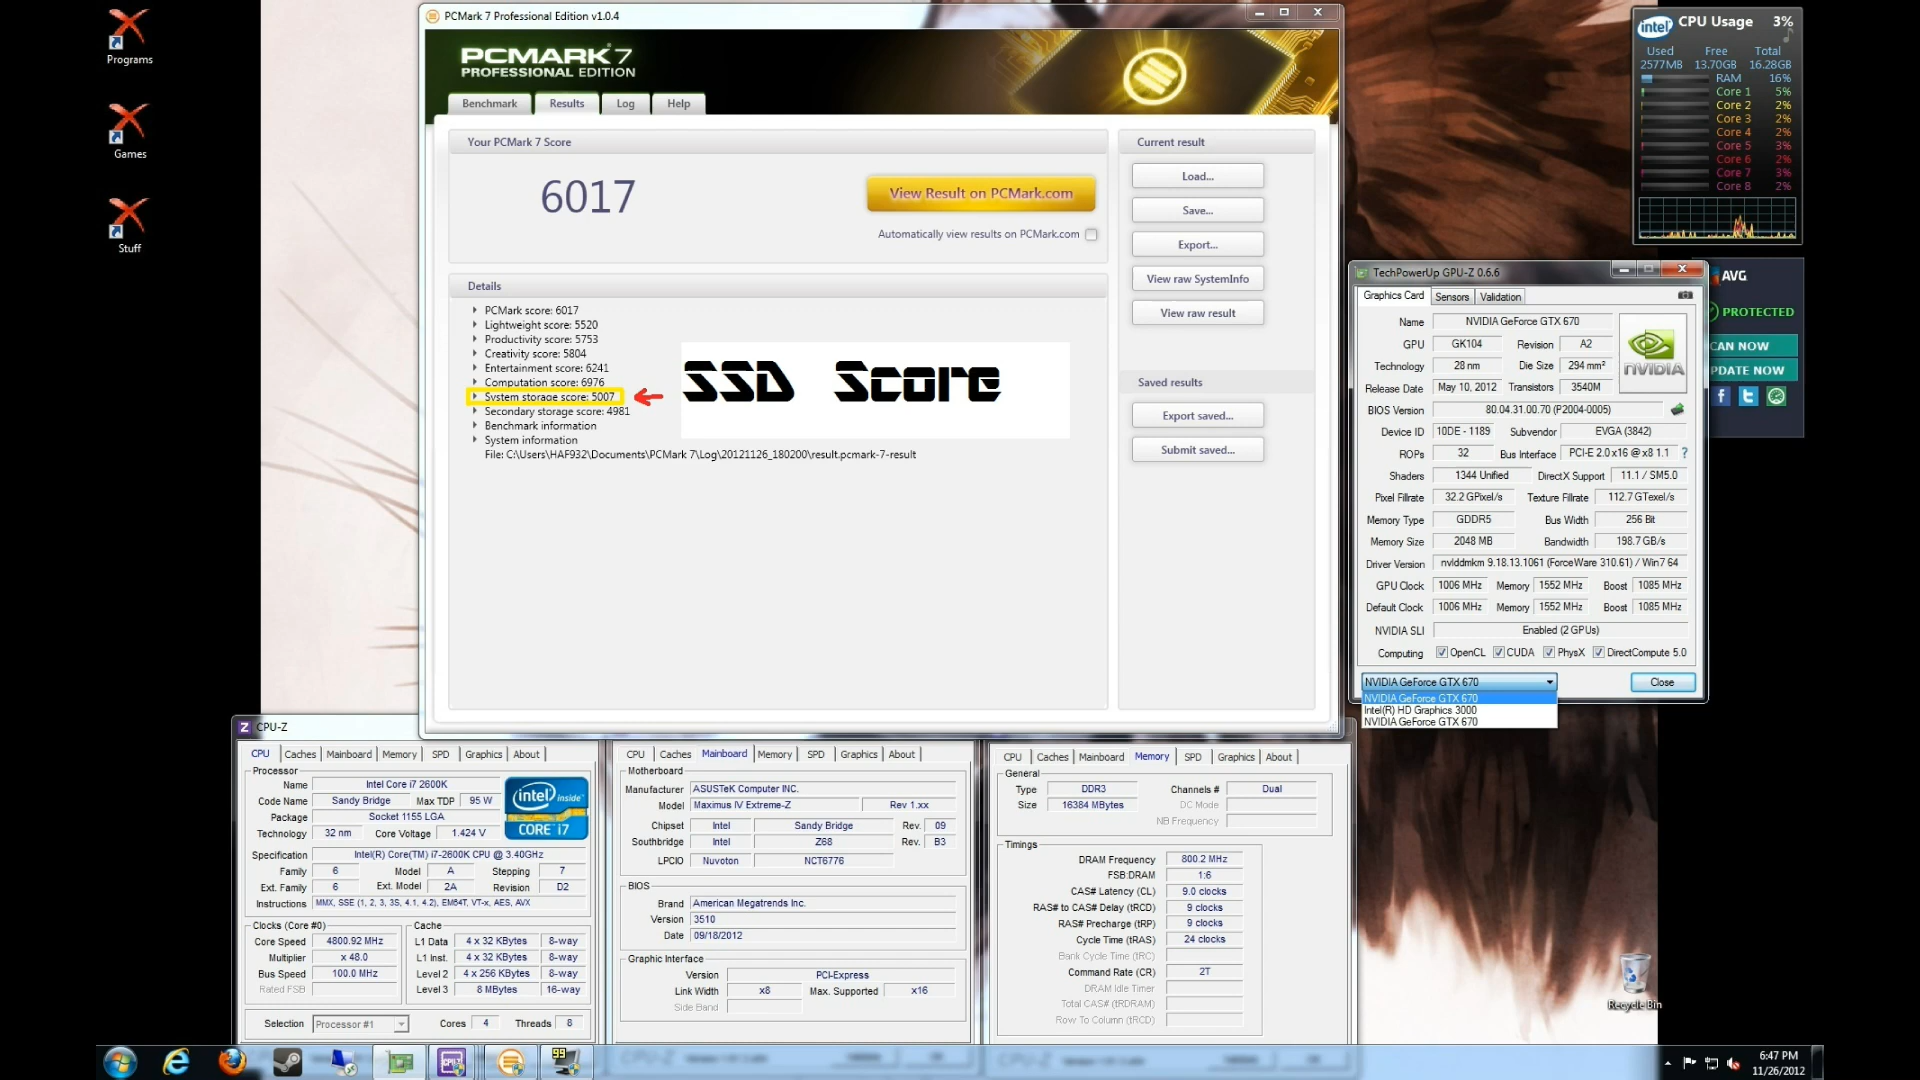 Programs
Games
Stuff
PCMark 7 Professional Edition v1.0.4
PCMARK 7
PROFESSIONAL EDITION
Benchmark Results Log Help
Your PCMark 7 Score
6017
View Result on PCMark.com
Automatically view results on PCMark.com
Details
PCMark score: 6017
Lightweight score: 5520
Productivity score: 5753
Creativity score: 5804
Entertainment score: 6241
Computation score: 6976
System storage score: 5007
Secondary storage score: 4981
Benchmark information
System information
File: C:\Users\HAF932\Documents\PCMark 7\Log\20121126_180200\result.pcmark-7-result
SSD Score
Current result
Load...
Save...
Export...
View raw SystemInfo
View raw result
Saved results
Export saved...
Submit saved...
intel CPU Usage 3%
Used Free Total
2577MB 13.70GB 16.28GB
RAM 16%
Core 1 5%
Core 2 2%
Core 3 2%
Core 4 2%
Core 5 3%
Core 6 2%
Core 7 3%
Core 8 2%
AVG
PROTECTED
CAN NOW
PDATE NOW
TechPowerUp GPU-Z 0.6.6
Graphics Card Sensors Validation
Name NVIDIA GeForce GTX 670
GPU GK104 Revision A2
Technology 28 nm Die Size 294 mm²
Release Date May 10, 2012 Transistors 3540M
BIOS Version 80.04.31.00.70 (P2004-0005)
Device ID 10DE - 1189 Subvendor EVGA (3842)
ROPs 32 Bus Interface PCI-E 2.0 x16 @ x8 1.1 ?
Shaders 1344 Unified DirectX Support 11.1 / SM5.0
Pixel Fillrate 32.2 GPixel/s Texture Fillrate 112.7 GTexel/s
Memory Type GDDR5 Bus Width 256 Bit
Memory Size 2048 MB Bandwidth 198.7 GB/s
Driver Version nvlddmkm 9.18.13.1061 (ForceWare 310.61) / Win7 64
GPU Clock 1006 MHz Memory 1552 MHz Boost 1085 MHz
Default Clock 1006 MHz Memory 1552 MHz Boost 1085 MHz
NVIDIA SLI Enabled (2 GPUs)
Computing OpenCL CUDA PhysX DirectCompute 5.0
NVIDIA
NVIDIA GeForce GTX 670 Close
NVIDIA GeForce GTX 670
Intel(R) HD Graphics 3000
NVIDIA GeForce GTX 670
CPU-Z
CPU Caches Mainboard Memory SPD Graphics About
Processor
Name Intel Core i7 2600K
Code Name Sandy Bridge Max TDP 95 W
Package Socket 1155 LGA
Technology 32 nm Core Voltage 1.424 V
intel inside
CORE i7
Specification Intel(R) Core(TM) i7-2600K CPU @ 3.40GHz
Family 6 Model A Stepping 7
Ext. Family 6 Ext. Model 2A Revision D2
Instructions MMX, SSE (1, 2, 3, 3S, 4.1, 4.2), EM64T, VT-x, AES, AVX
Clocks (Core #0)
Core Speed 4800.92 MHz
Multiplier x 48.0
Bus Speed 100.0 MHz
Rated FSB
Cache
L1 Data 4 x 32 KBytes 8-way
L1 Inst. 4 x 32 KBytes 8-way
Level 2 4 x 256 KBytes 8-way
Level 3 8 MBytes 16-way
Selection Processor #1 Cores 4 Threads 8
CPU Caches Mainboard Memory SPD Graphics About
Motherboard
Manufacturer ASUSTeK Computer INC.
Model Maximus IV Extreme-Z Rev 1.xx
Chipset Intel Sandy Bridge Rev. 09
Southbridge Intel Z68 Rev. B3
LPCIO Nuvoton NCT6776
BIOS
Brand American Megatrends Inc.
Version 3510
Date 09/18/2012
Graphic Interface
Version PCI-Express
Link Width x8 Max. Supported x16
Side Band
CPU Caches Mainboard Memory SPD Graphics About
General
Type DDR3 Channels # Dual
Size 16384 MBytes DC Mode
NB Frequency
Timings
DRAM Frequency 800.2 MHz
FSB:DRAM 1:6
CAS# Latency (CL) 9.0 clocks
RAS# to CAS# Delay (tRCD) 9 clocks
RAS# Precharge (tRP) 9 clocks
Cycle Time (tRAS) 24 clocks
Bank Cycle Time (tRC)
Command Rate (CR) 2T
DRAM Idle Timer
Total CAS# (tRDRAM)
Row To Column (tRCD)
Recycle Bin
6:47 PM
11/26/2012